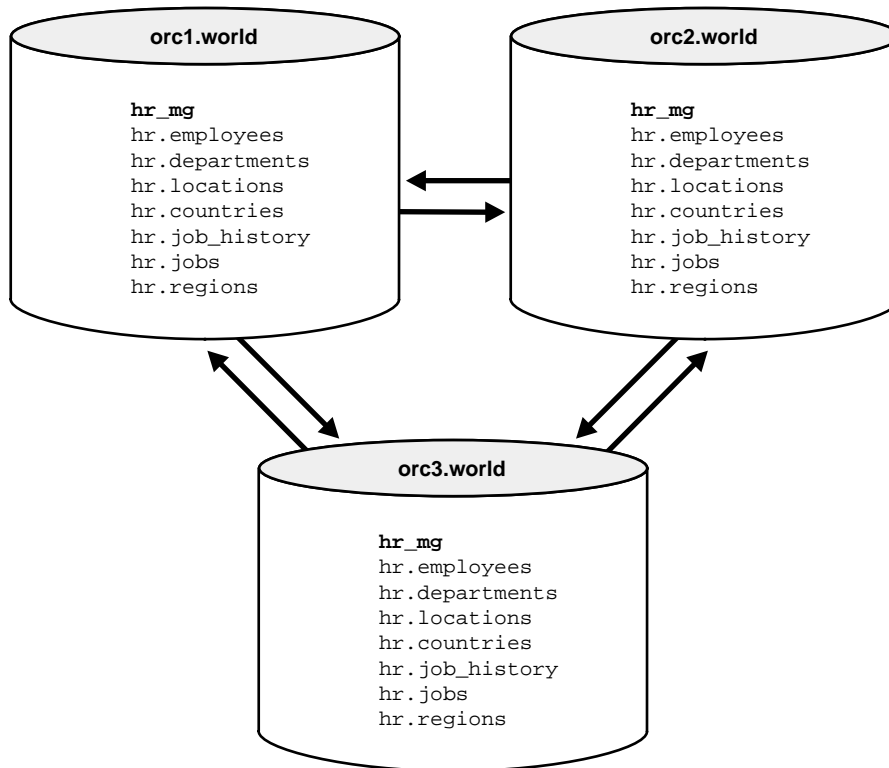 orc1.world
hr_mg
hr.employees
hr.departments
hr.locations
hr.countries
hr.job_history
hr.jobs
hr.regions
orc2.world
hr_mg
hr.employees
hr.departments
hr.locations
hr.countries
hr.job_history
hr.jobs
hr.regions
orc3.world
hr_mg
hr.employees
hr.departments
hr.locations
hr.countries
hr.job_history
hr.jobs
hr.regions